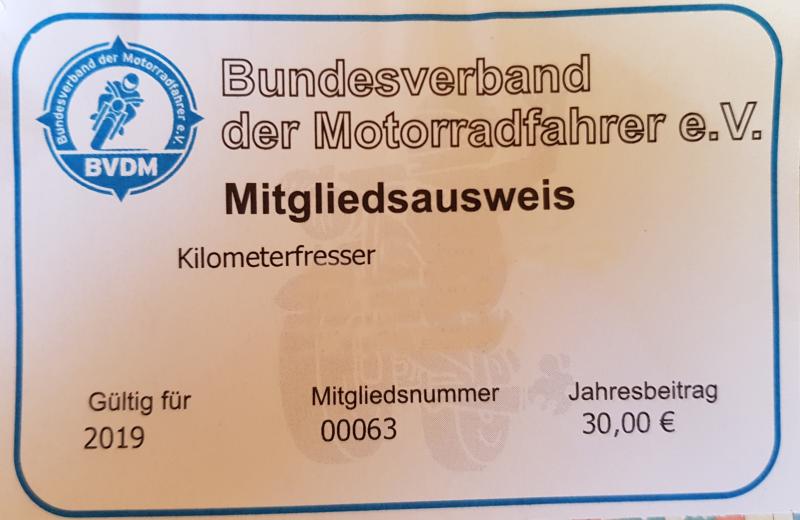 Bundesverband der Motorradfahrer e.V.
BVDM
Bundesverband
der Motorradfahrer e.V.
Mitgliedsausweis
Kilometerfresser
Gültig für
2019
Mitgliedsnummer
00063
Jahresbeitrag
30,00 €